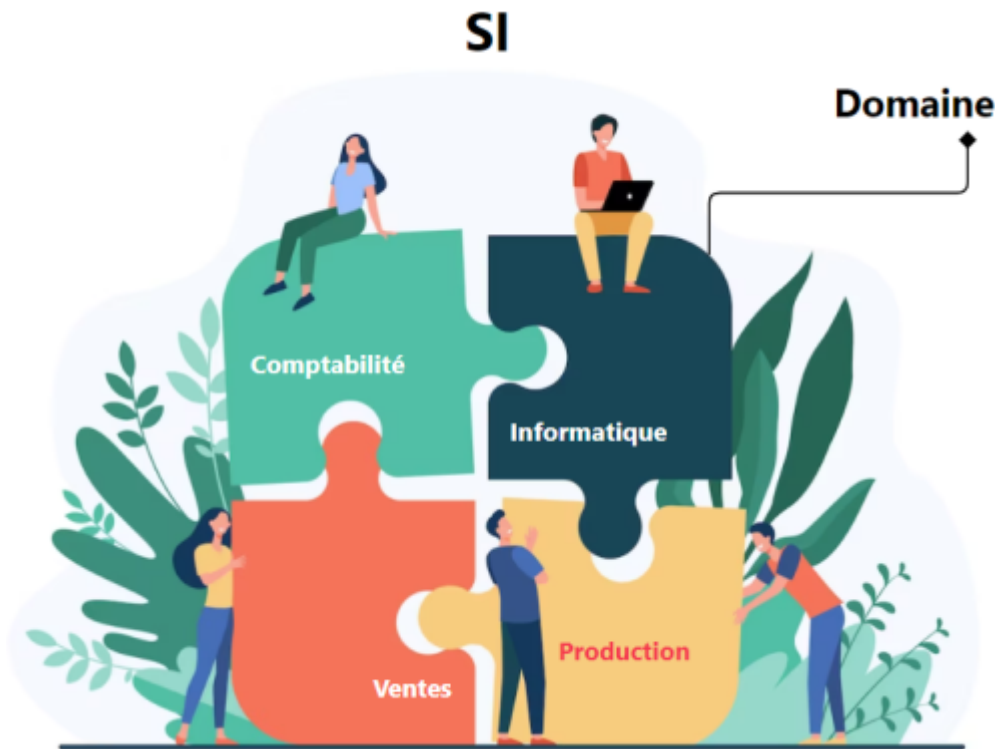 SI
Domaine
Comptabilité
Informatique
Production
Ventes